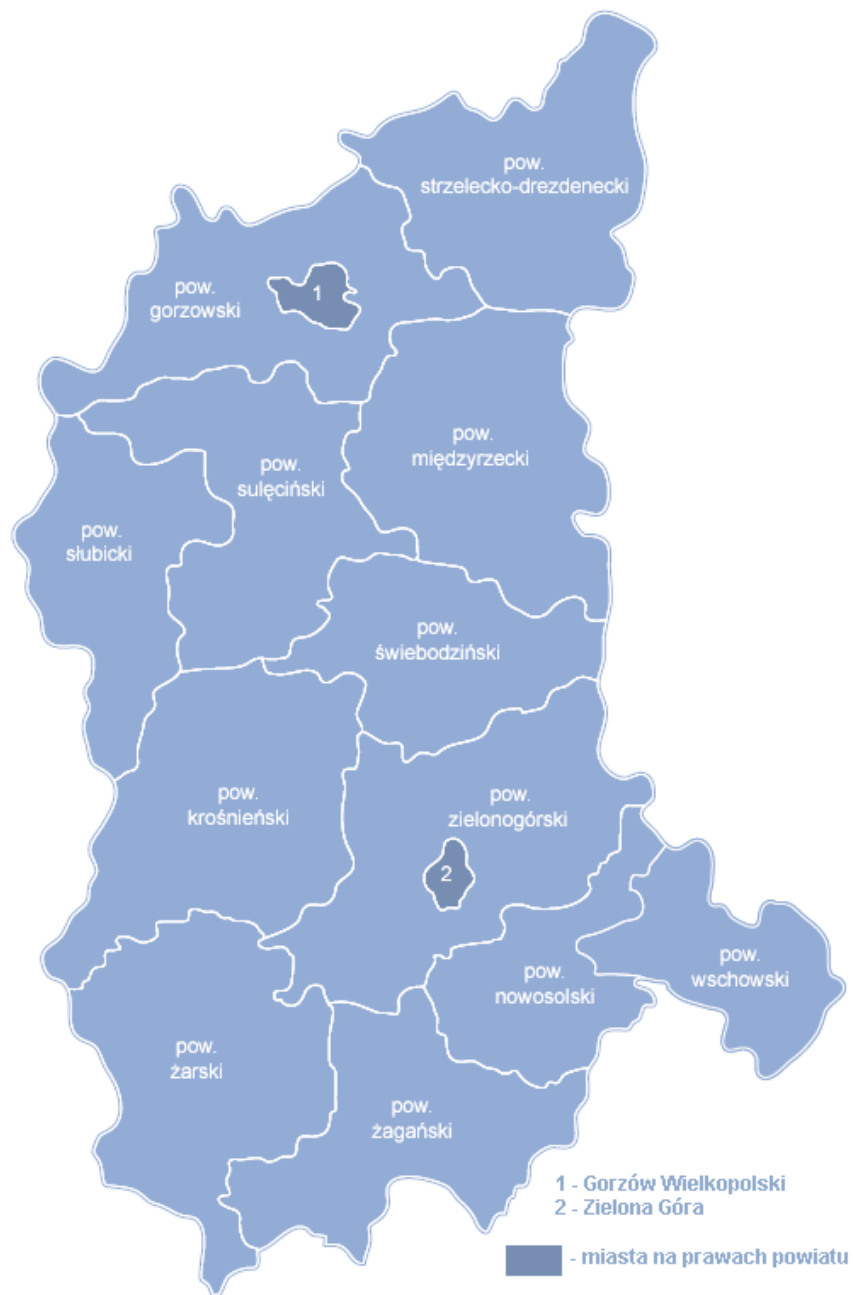 pow.
strzelecko-drezdenecki
pow.
gorzowski
1
pow.
międzyrzecki
pow.
sulęciński
pow.
słubicki
pow.
świebodziński
pow.
krośnieński
pow.
zielonogórski
2
pow.
wschowski
pow.
nowosolski
pow.
żarski
pow.
żagański
1 - Gorzów Wielkopolski
2 - Zielona Góra
- miasta na prawach powiatu